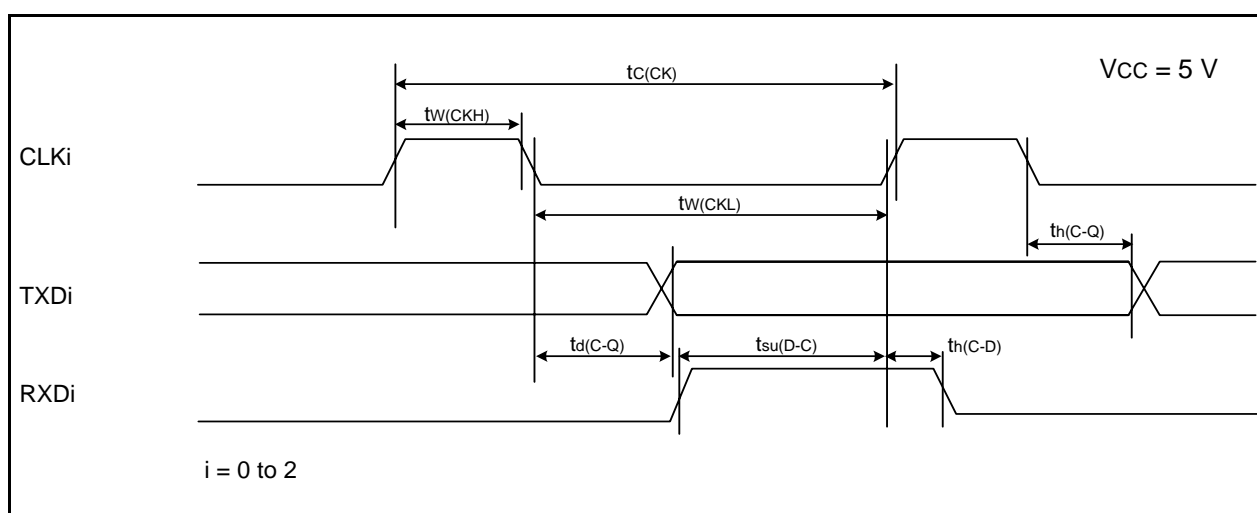 tC(CK)
VCC = 5 V
tW(CKH)
CLKi
tW(CKL)
th(C-Q)
TXDi
td(C-Q)
tsu(D-C)
th(C-D)
RXDi
i = 0 to 2